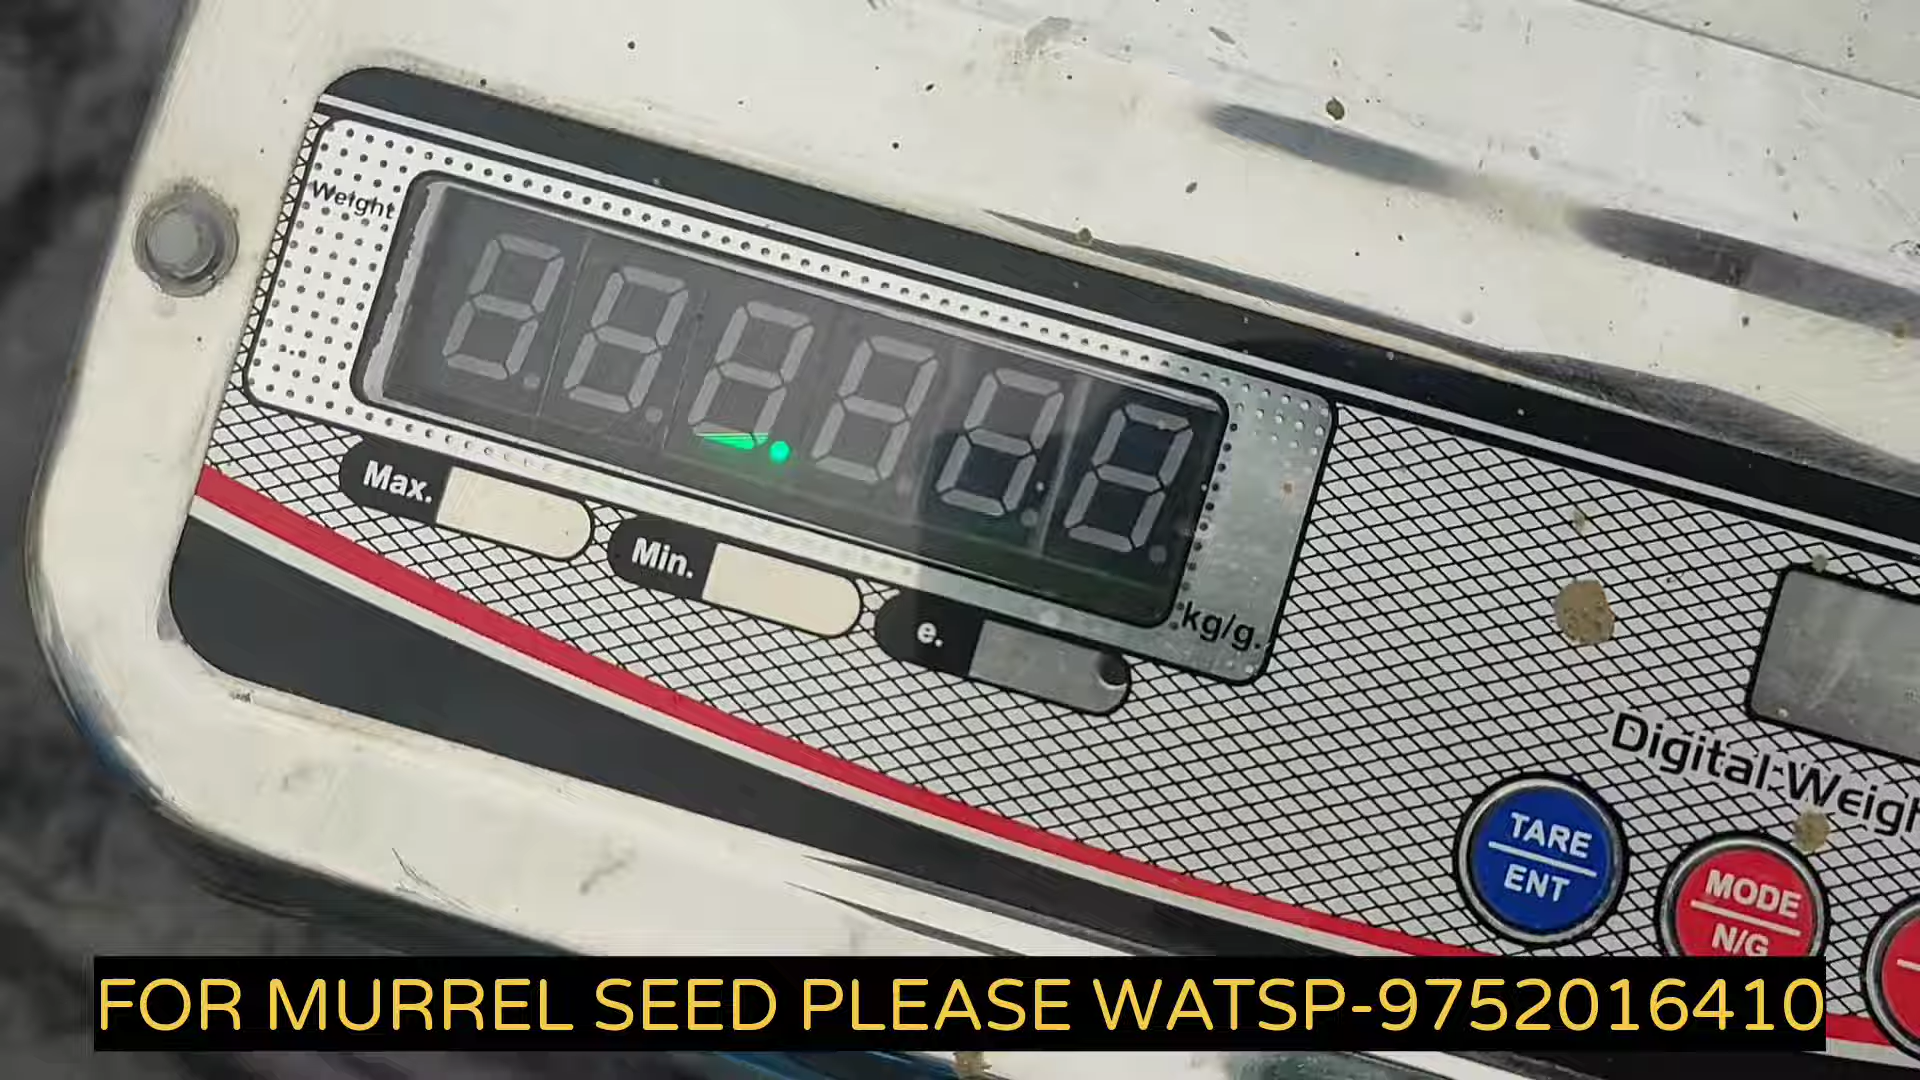 Weight
Max.
Min.
e.
kg/g.
TARE
ENT
MODE
N/G
FOR MURREL SEED PLEASE WATSP-9752016410
Digital Weigh